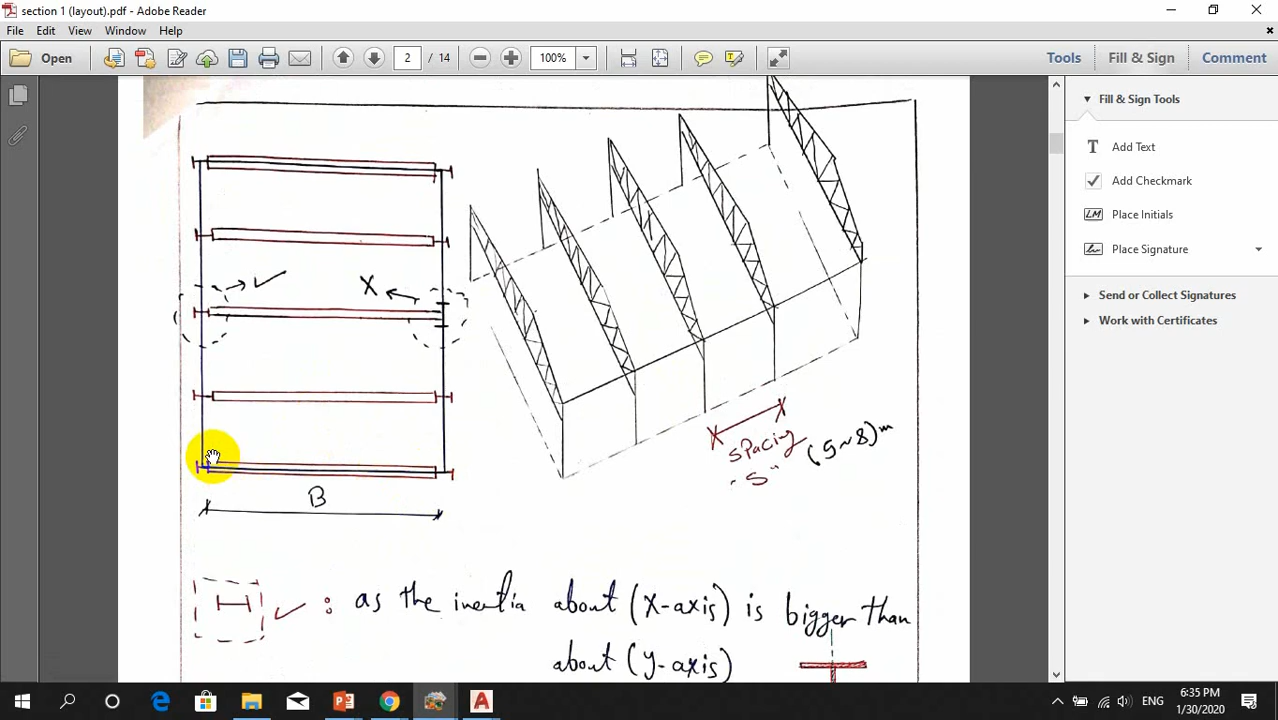 section 1 (layout).pdf - Adobe Reader
File Edit View Window Help
Open 2 / 14 100% Tools Fill & Sign Comment
Fill & Sign Tools
Add Text
Add Checkmark
LM Place Initials
Place Signature
Send or Collect Signatures
Work with Certificates
X
spacing (5~8)m
"S"
B
: as the inertia about (X-axis) is bigger than
about (y-axis)
ENG
6:35 PM
1/30/2020